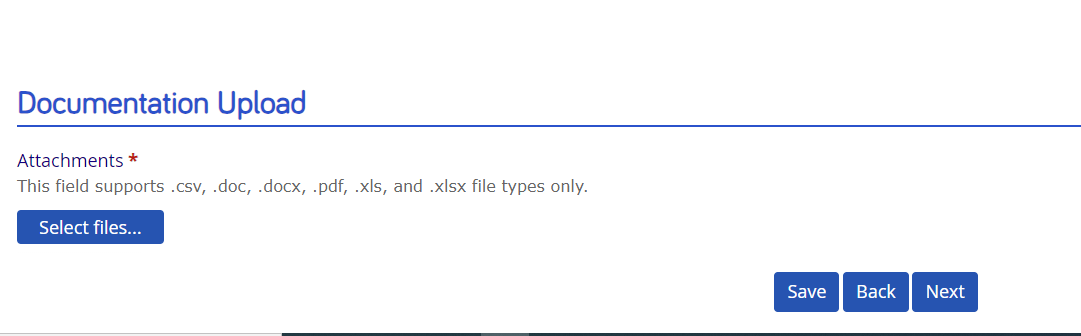 Documentation Upload
Attachments *
This field supports .csv, .doc, .docx, .pdf, .xls, and .xlsx file types only.
Select files...
Save Back Next